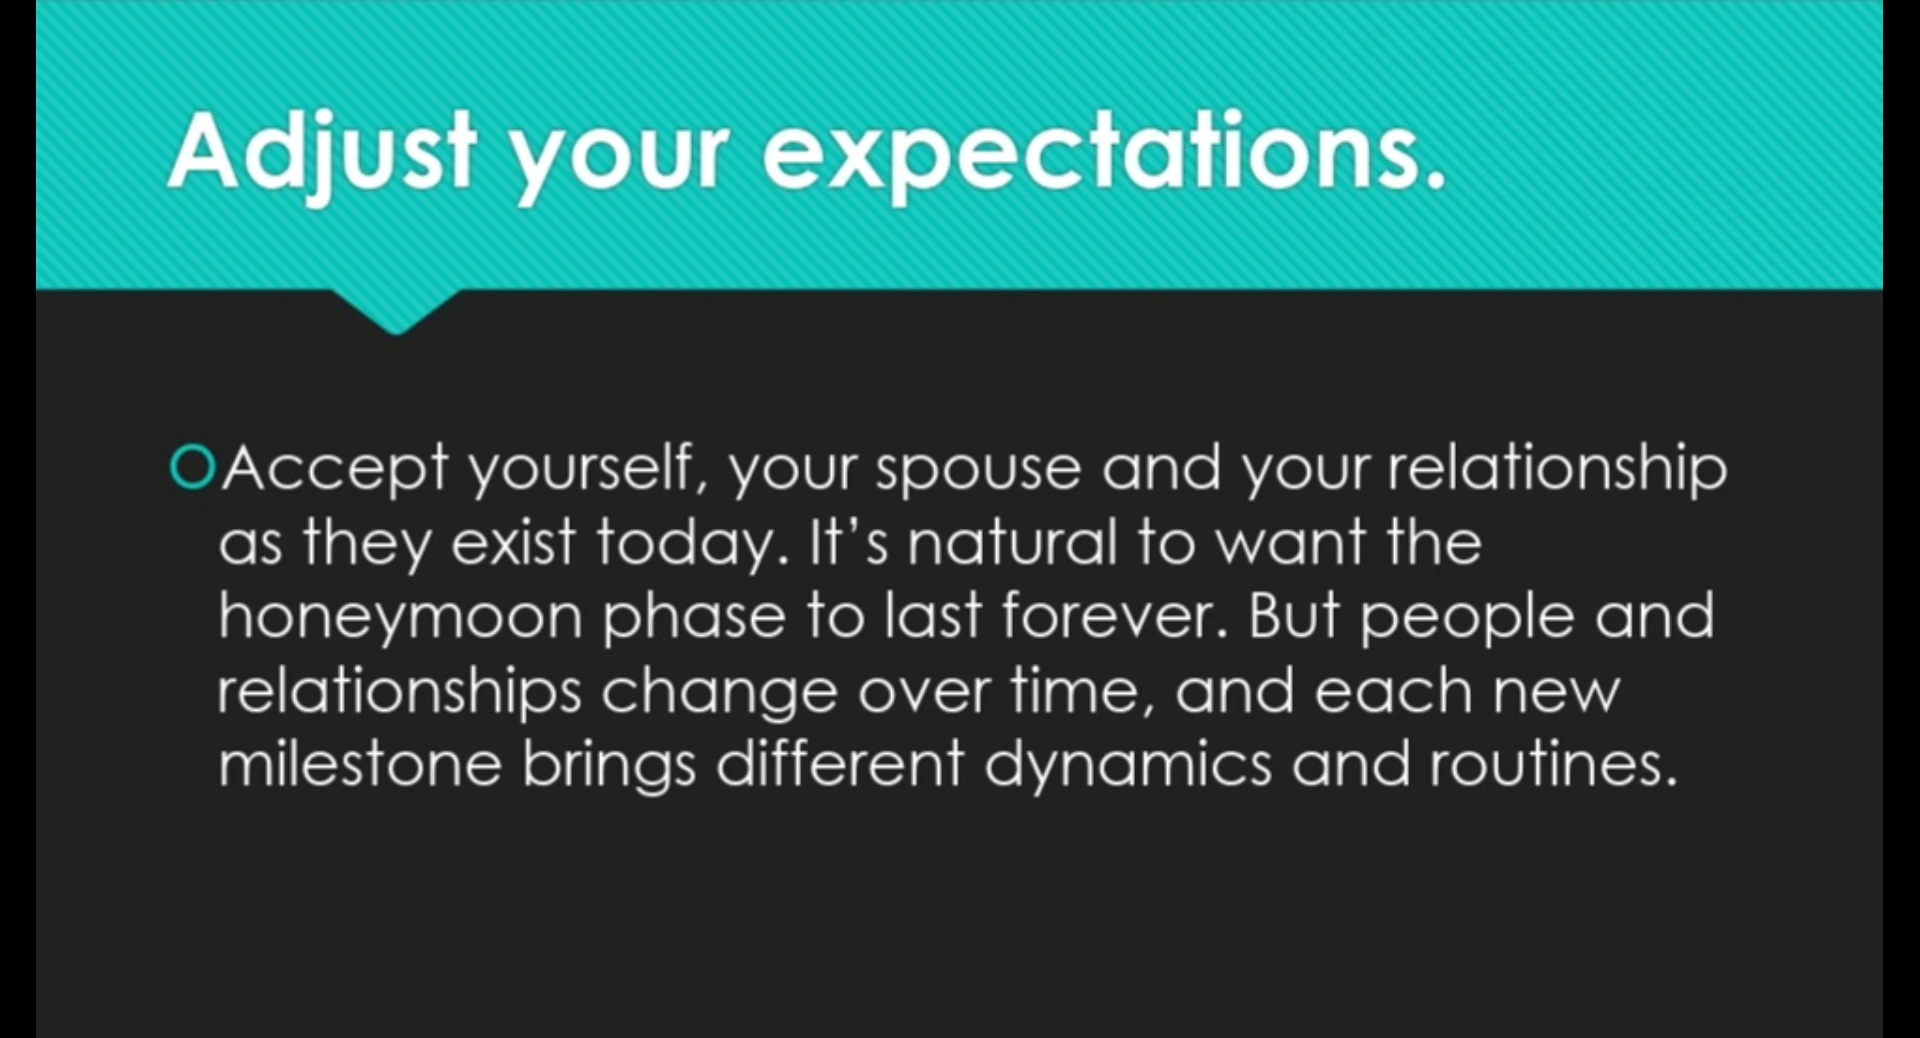 Adjust your expectations.
Accept yourself, your spouse and your relationship
as they exist today. It’s natural to want the
honeymoon phase to last forever. But people and
relationships change over time, and each new
milestone brings different dynamics and routines.